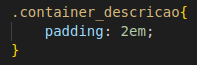 .container_descricao{
    padding: 2em;
}